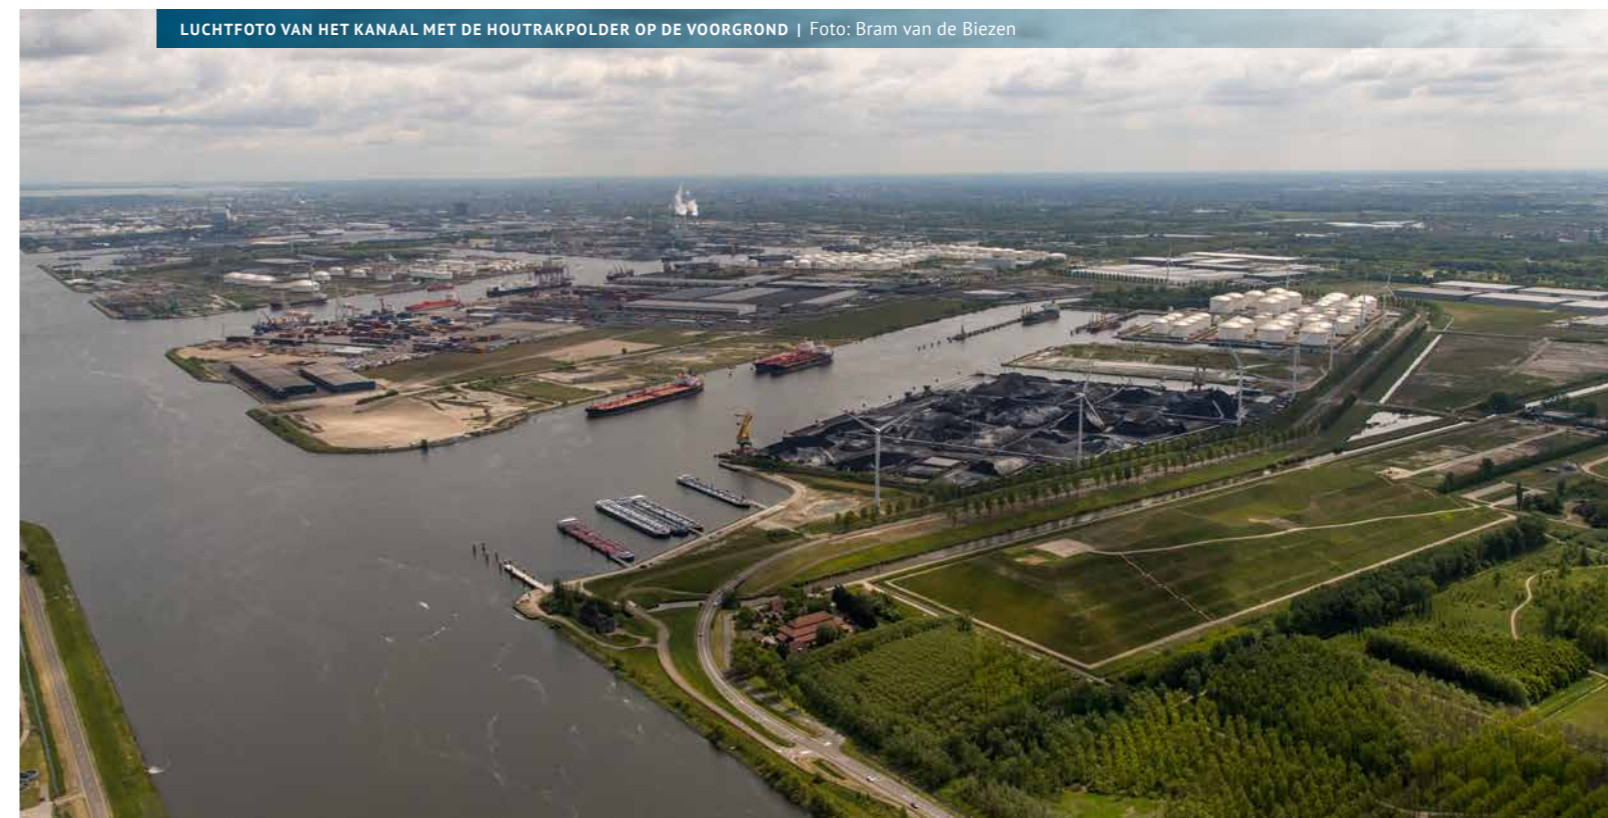 LUCHTFOTO VAN HET KANAAL MET DE HOUTRAKPOLDER OP DE VOORGROND | Foto: Bram van de Biezen